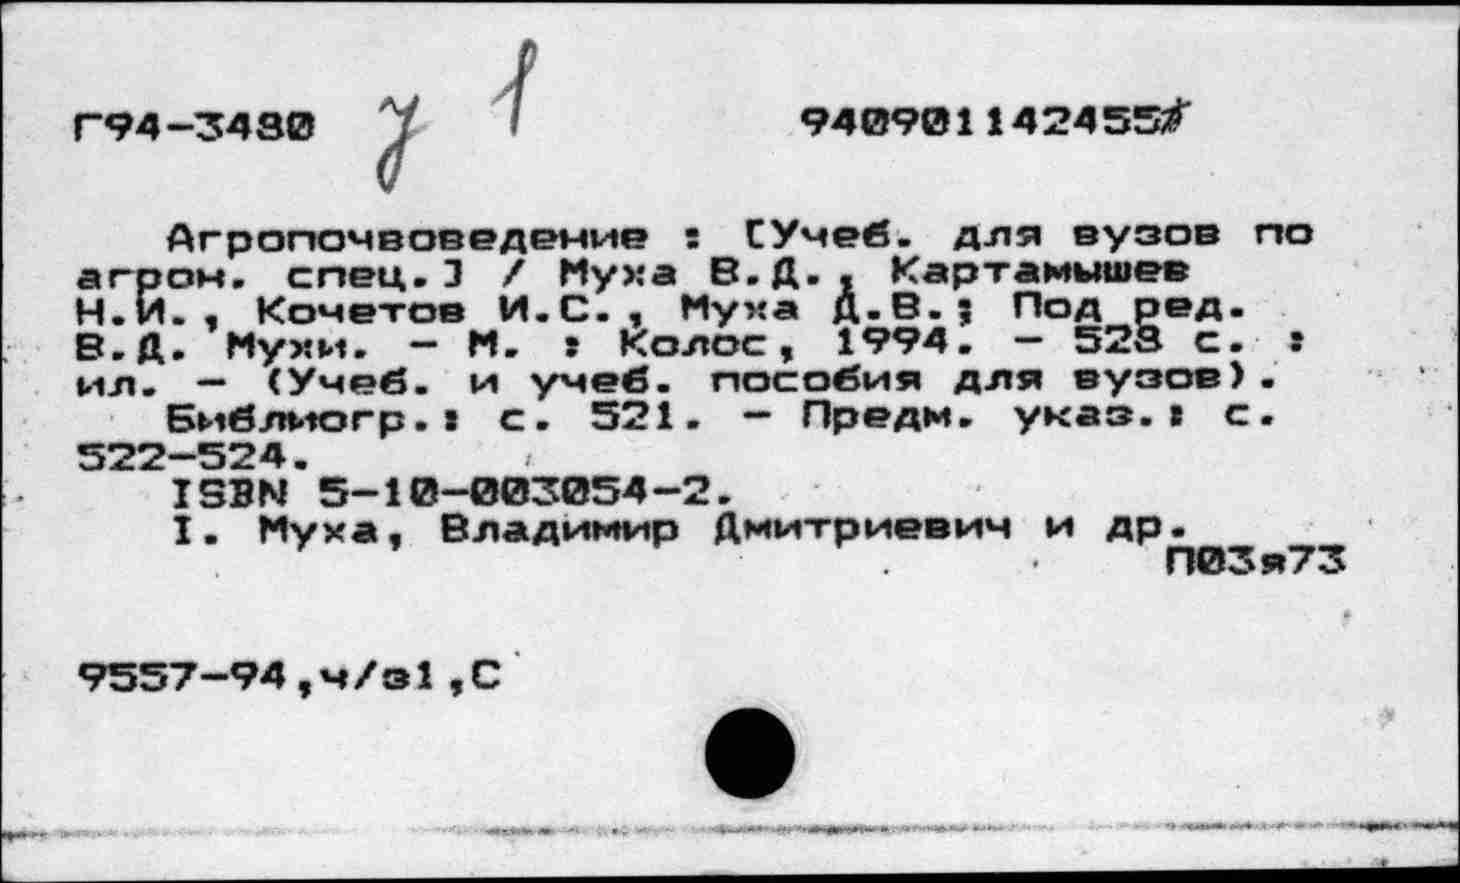 Г94-3480 у 1 940901142455
Агропочвоведение : [Учеб. для вузов по
агрон. спец.] / Муха В.Д., Картамышев
Н.И., Кочетов И.С., Муха Д.В.; Под ред.
В.Д. Мухи. - М. : Колос, 1994. - 528 с. :
ил. - (Учеб. и учеб. пособия для вузов).
Библиогр.: с. 521. - Предм. указ.: с.
522-524.
ISBN 5-10-003054-2.
I. Муха, Владимир Дмитриевич и др.
П03я73
9557-94,ч/з1,С